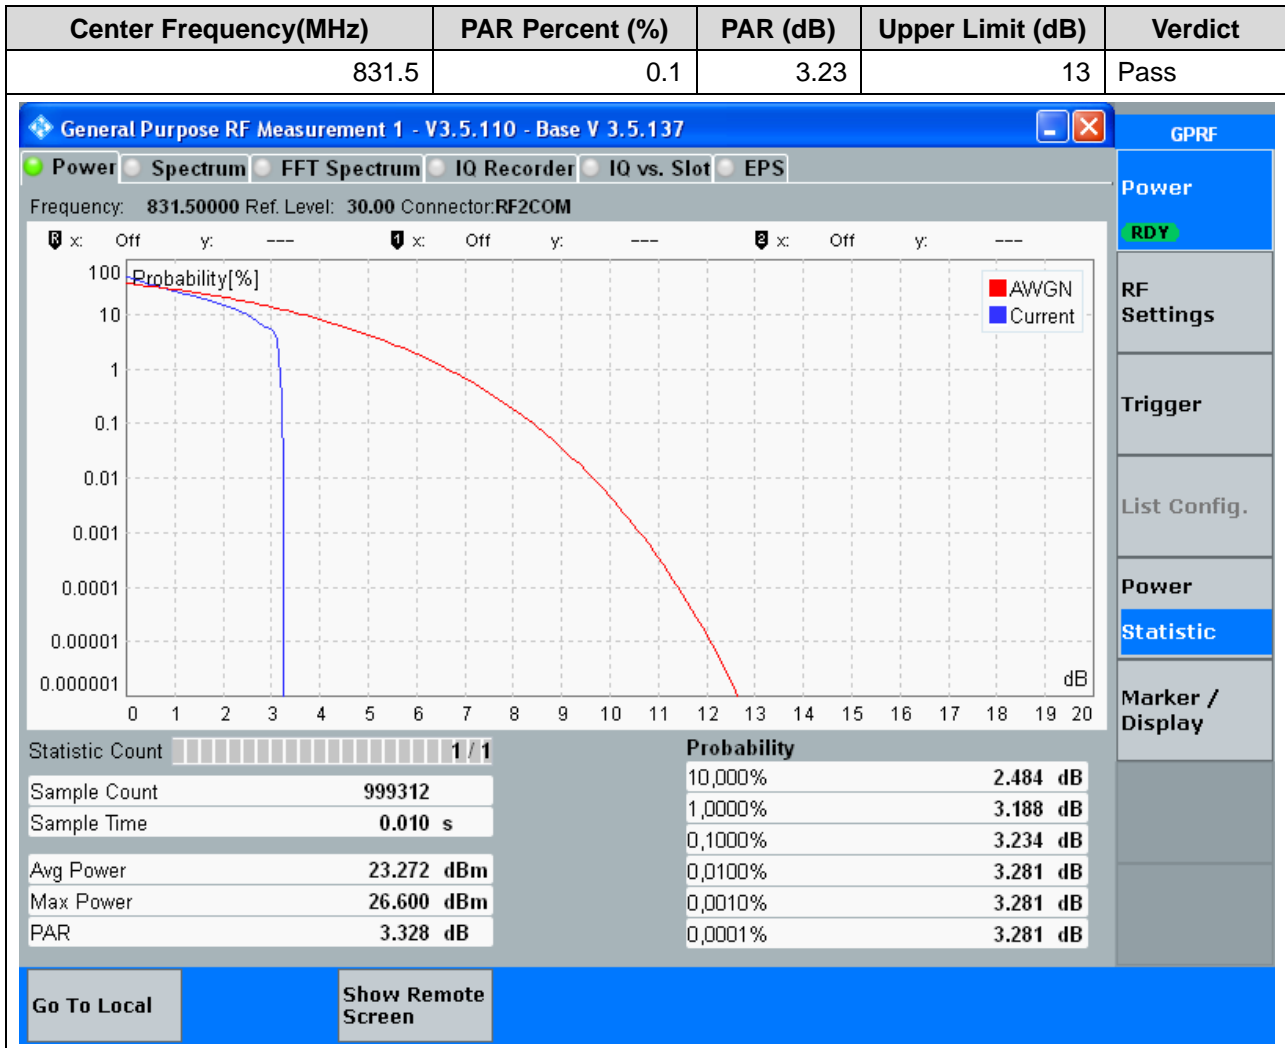 Center Frequency(MHz) PAR Percent (%) PAR (dB) Upper Limit (dB) Verdict
831.5 0.1 3.23 13 Pass
General Purpose RF Measurement 1 - V3.5.110 - Base V 3.5.137
GPRF
Power Spectrum FFT Spectrum IQ Recorder IQ vs. Slot EPS
Frequency: 831.50000 Ref. Level: 30.00 Connector:RF2COM
R x: Off y: --- 1 x: Off y: --- 2 x: Off y: ---
Probability[%]
AWGN
Current
100
10
1
0.1
0.01
0.001
0.0001
0.00001
0.000001
dB
0 1 2 3 4 5 6 7 8 9 10 11 12 13 14 15 16 17 18 19 20
Statistic Count 1 / 1
Sample Count 999312
Sample Time 0.010 s
Avg Power 23.272 dBm
Max Power 26.600 dBm
PAR 3.328 dB
Probability
10,000% 2.484 dB
1,0000% 3.188 dB
0,1000% 3.234 dB
0,0100% 3.281 dB
0,0010% 3.281 dB
0,0001% 3.281 dB
Power
RDY
RF
Settings
Trigger
List Config.
Power
Statistic
Marker /
Display
Go To Local
Show Remote
Screen